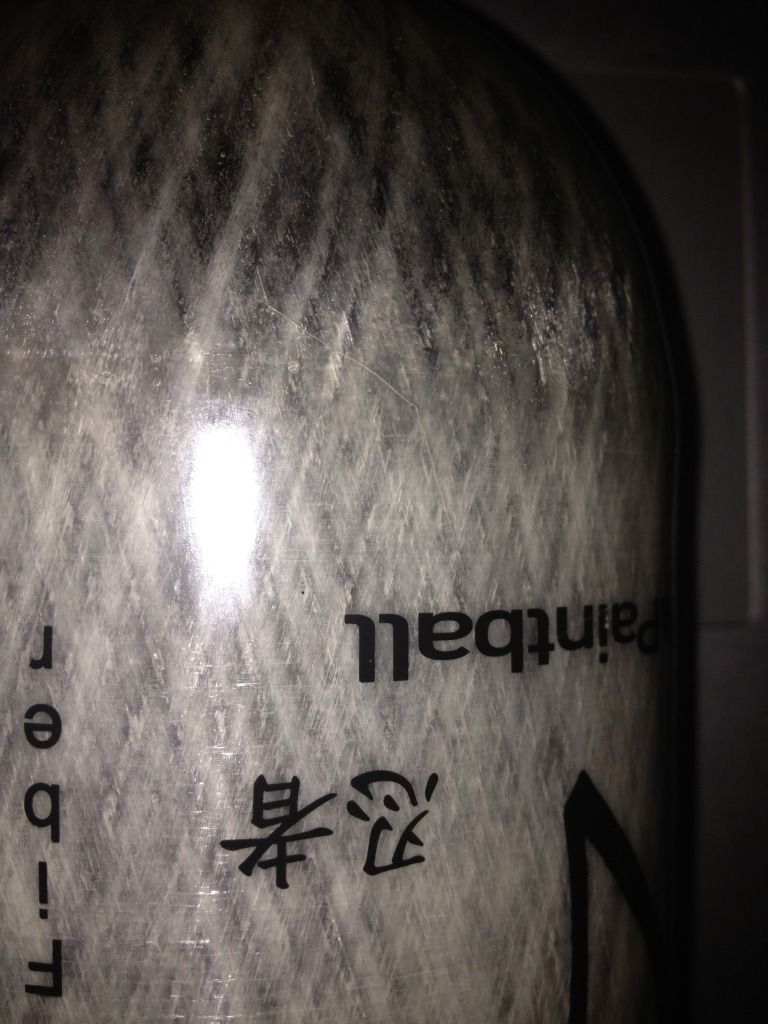 忍者
Paintball
Fiber